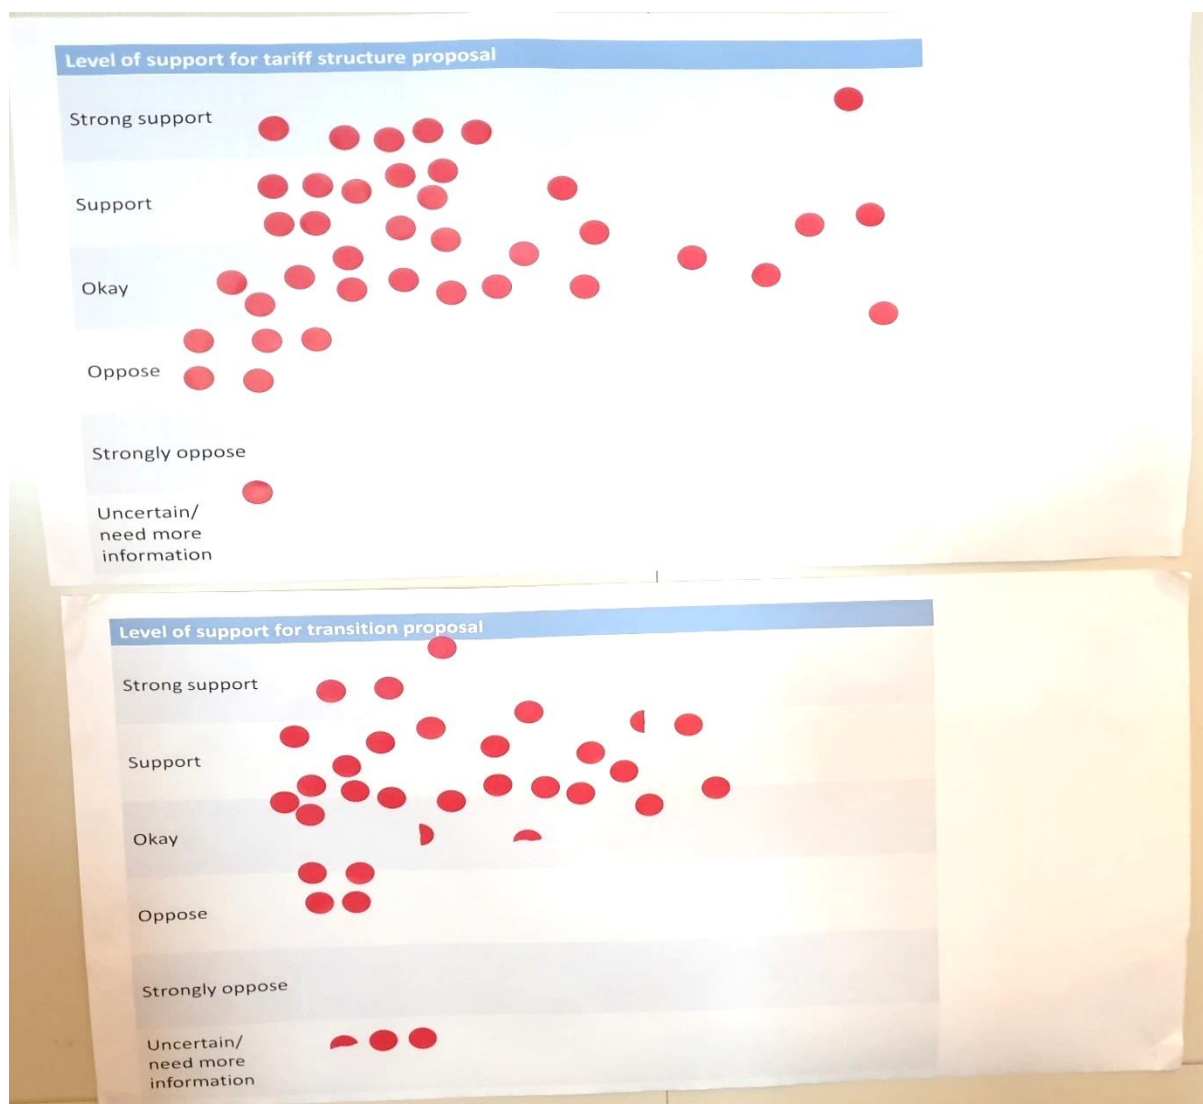 Level of support for tariff structure proposal
Strong support
Support
Okay
Oppose
Strongly oppose
Uncertain/
need more
information
Level of support for transition proposal
Strong support
Support
Okay
Oppose
Strongly oppose
Uncertain/
need more
information